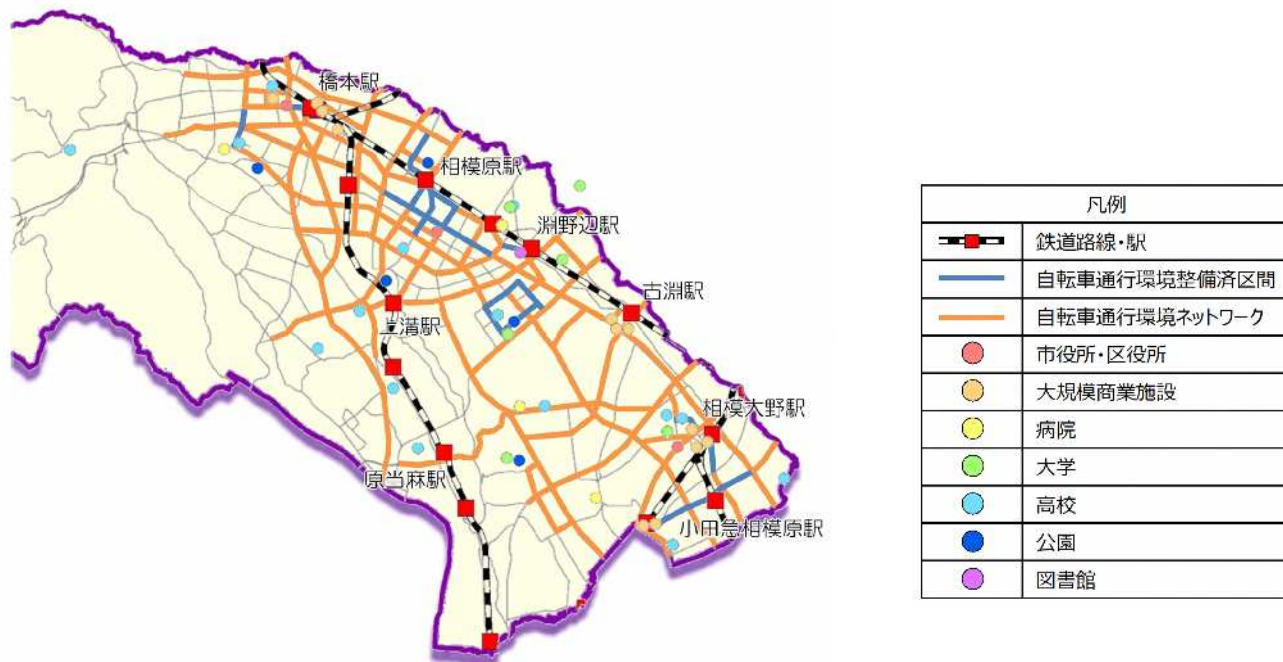 橋本駅
相模原駅
淵野辺駅
古淵駅
上溝駅
相模大野駅
原当麻駅
小田急相模原駅
凡例
鉄道路線・駅
自転車通行環境整備済区間
自転車通行環境ネットワーク
市役所・区役所
大規模商業施設
病院
大学
高校
公園
図書館